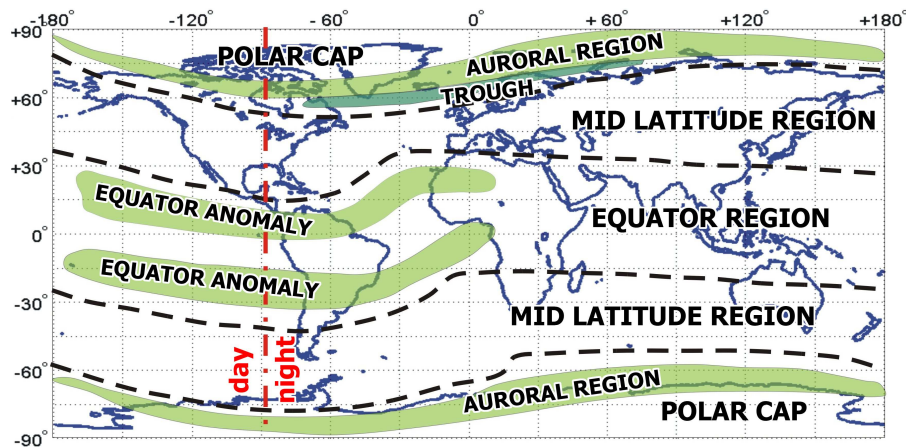 -180° -120° -60° 0° +60° +120° +180°
+90
POLAR CAP
AURORAL REGION
+60°
TROUGH
MID LATITUDE REGION
+30°
EQUATOR ANOMALY
EQUATOR REGION
0°
EQUATOR ANOMALY
-30°
MID LATITUDE REGION
day
night
-60°
AURORAL REGION
POLAR CAP
-90°